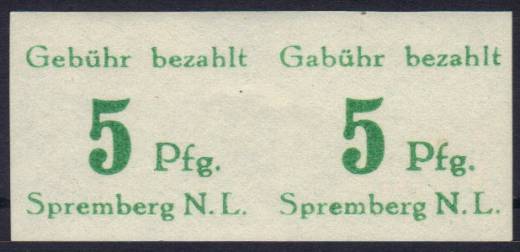 Gebühr bezahlt Gabühr bezahlt
5 Pfg. 5 Pfg.
Spremberg N. L. Spremberg N. L.